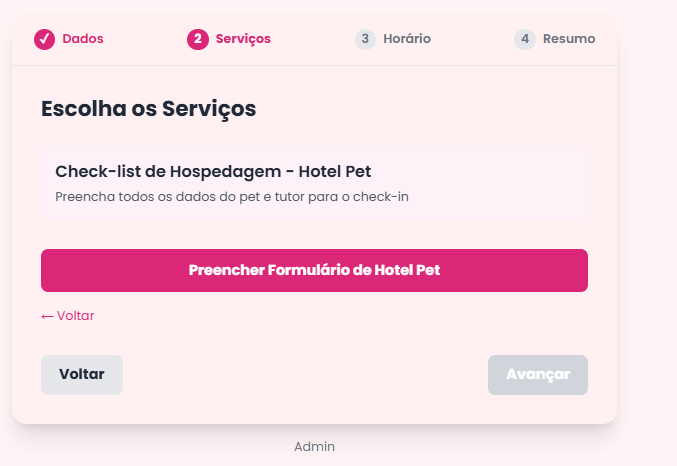 ✓ Dados 2 Serviços 3 Horário 4 Resumo
Escolha os Serviços
Check-list de Hospedagem - Hotel Pet
Preencha todos os dados do pet e tutor para o check-in
Preencher Formulário de Hotel Pet
← Voltar
Voltar Avançar
Admin